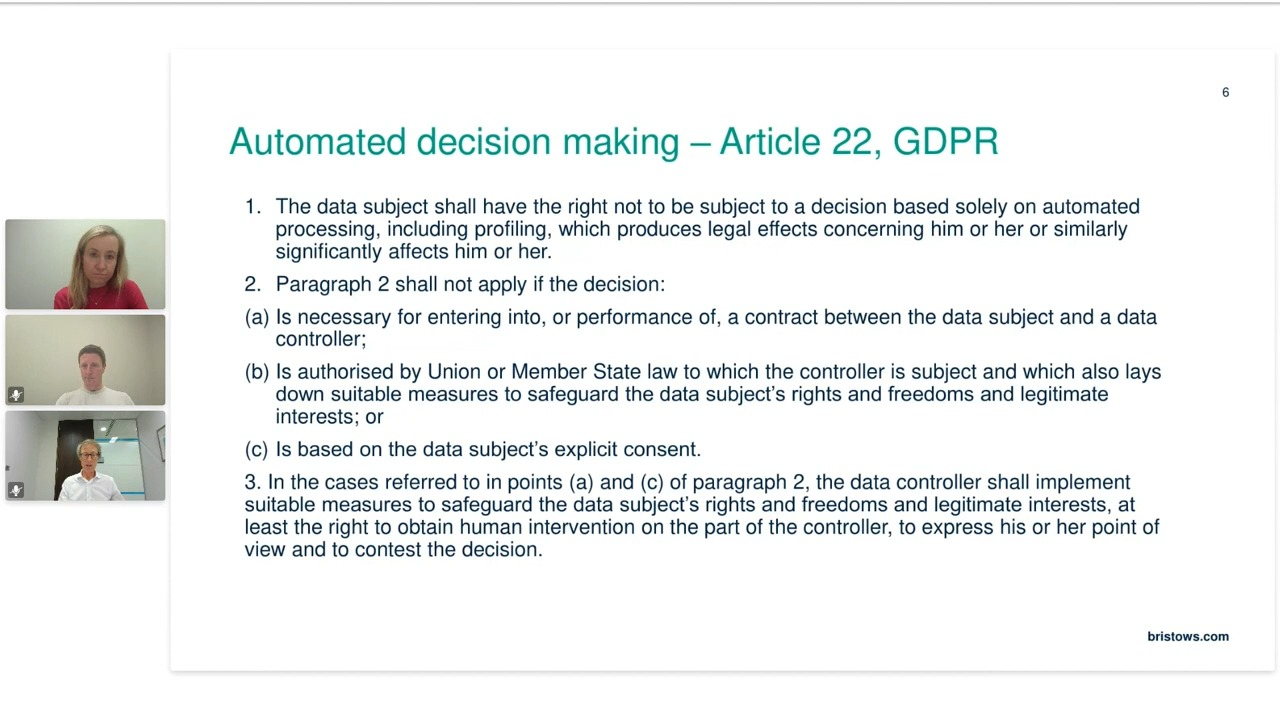 6
Automated decision making – Article 22, GDPR
1. The data subject shall have the right not to be subject to a decision based solely on automated
processing, including profiling, which produces legal effects concerning him or her or similarly
significantly affects him or her.
2. Paragraph 2 shall not apply if the decision:
(a) Is necessary for entering into, or performance of, a contract between the data subject and a data
controller;
(b) Is authorised by Union or Member State law to which the controller is subject and which also lays
down suitable measures to safeguard the data subject’s rights and freedoms and legitimate
interests; or
(c) Is based on the data subject’s explicit consent.
3. In the cases referred to in points (a) and (c) of paragraph 2, the data controller shall implement
suitable measures to safeguard the data subject’s rights and freedoms and legitimate interests, at
least the right to obtain human intervention on the part of the controller, to express his or her point of
view and to contest the decision.
bristows.com